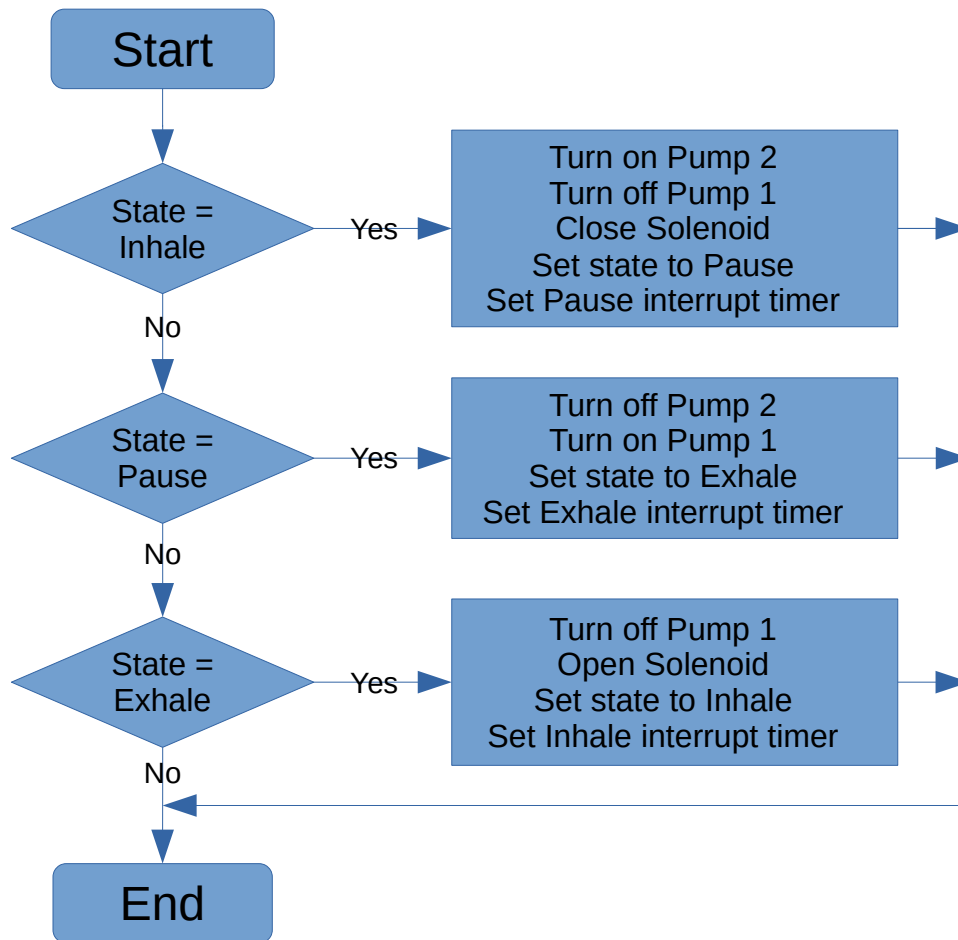 Start
State =
Inhale
Yes
Turn on Pump 2
Turn off Pump 1
Close Solenoid
Set state to Pause
Set Pause interrupt timer
No
State =
Pause
Yes
Turn off Pump 2
Turn on Pump 1
Set state to Exhale
Set Exhale interrupt timer
No
State =
Exhale
Yes
Turn off Pump 1
Open Solenoid
Set state to Inhale
Set Inhale interrupt timer
No
End